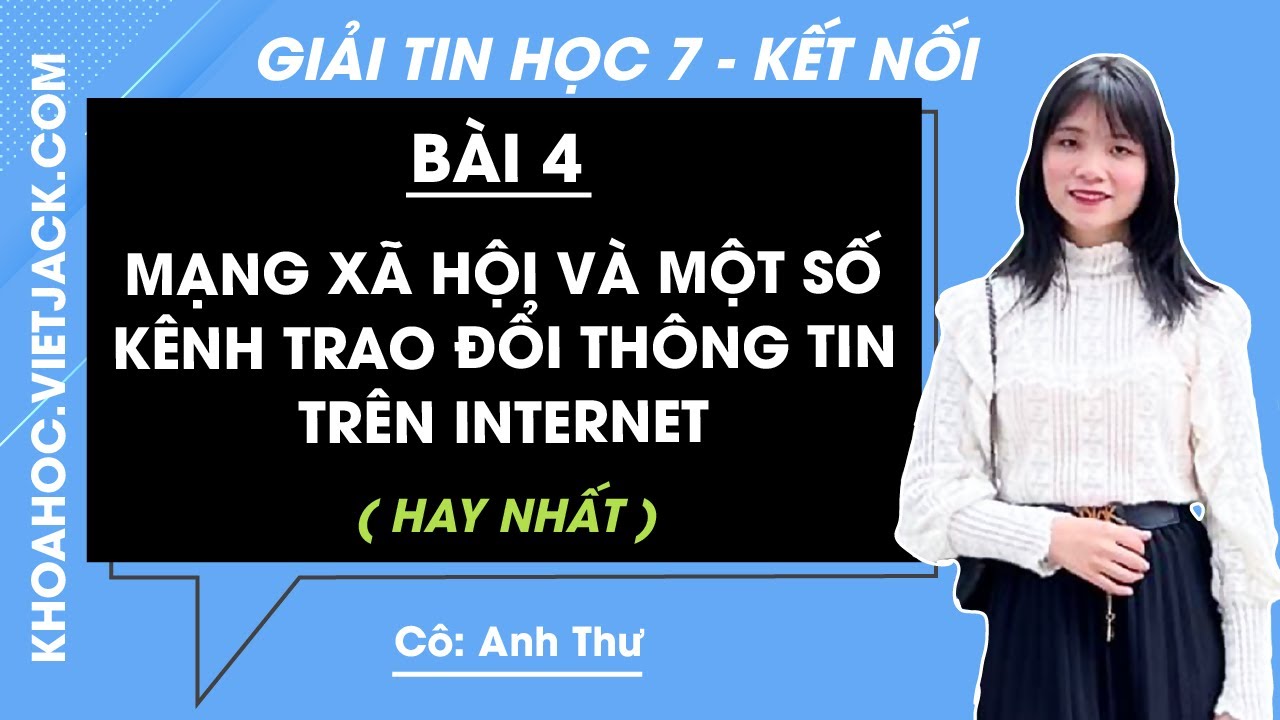 GIẢI TIN HỌC 7 - KẾT NỐI
KHOAHOC.VIETJACK.COM
BÀI 4
MẠNG XÃ HỘI VÀ MỘT SỐ
KÊNH TRAO ĐỔI THÔNG TIN
TRÊN INTERNET
( HAY NHẤT )
Cô: Anh Thư